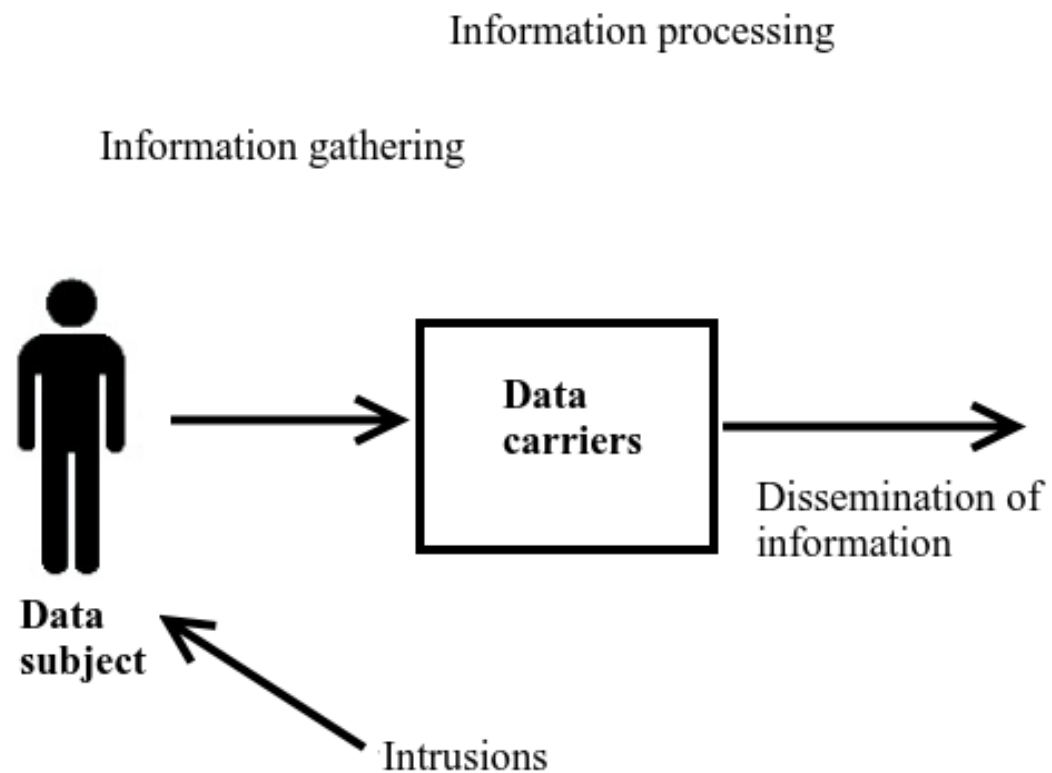 Information processing
Information gathering
Data
carriers
Dissemination of
information
Data
subject
Intrusions